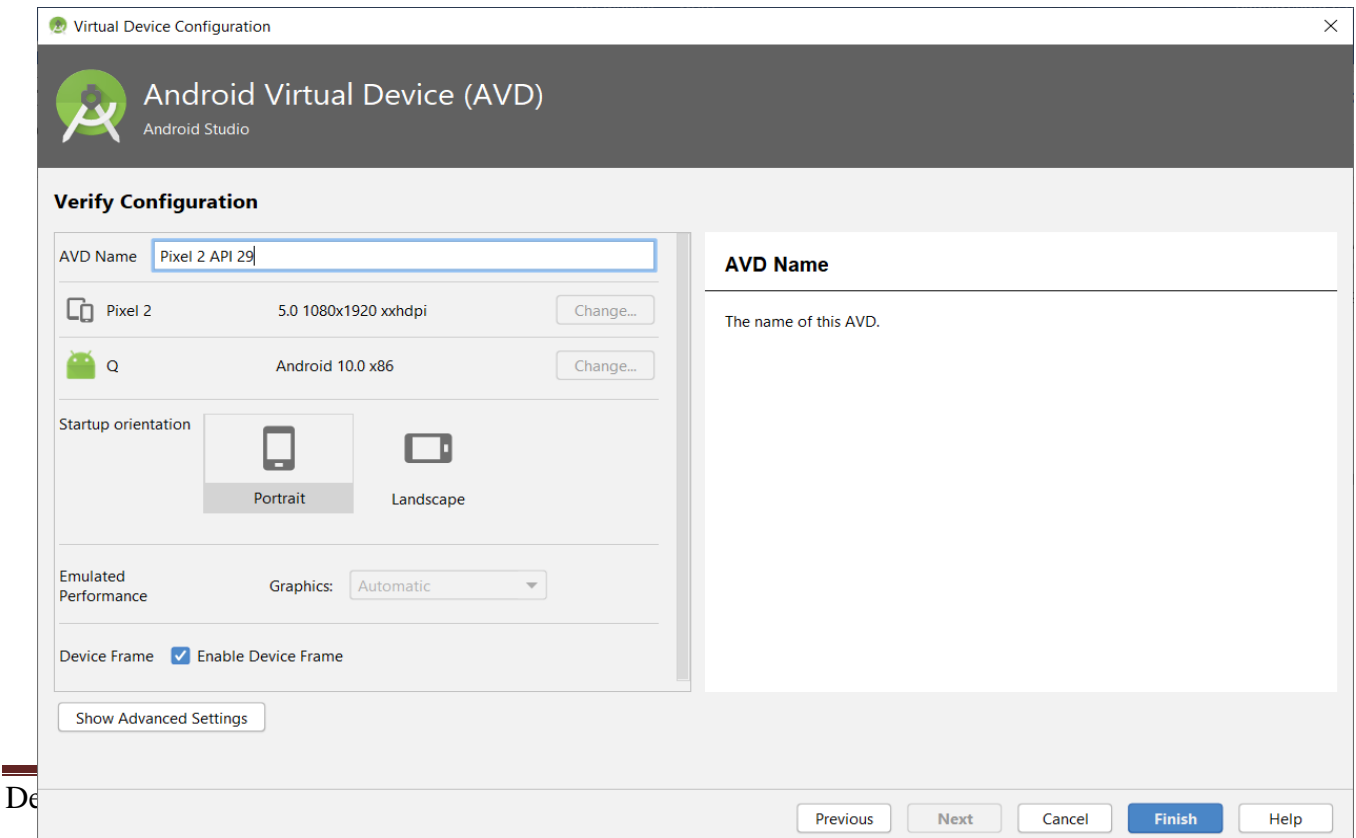 Virtual Device Configuration
Android Virtual Device (AVD)
Android Studio
Verify Configuration
AVD Name Pixel 2 API 29
Pixel 2 5.0 1080x1920 xxhdpi Change...
Q Android 10.0 x86 Change...
Startup orientation
Portrait Landscape
Emulated
Performance
Graphics: Automatic
Device Frame Enable Device Frame
Show Advanced Settings
AVD Name
The name of this AVD.
De
Previous Next Cancel Finish Help